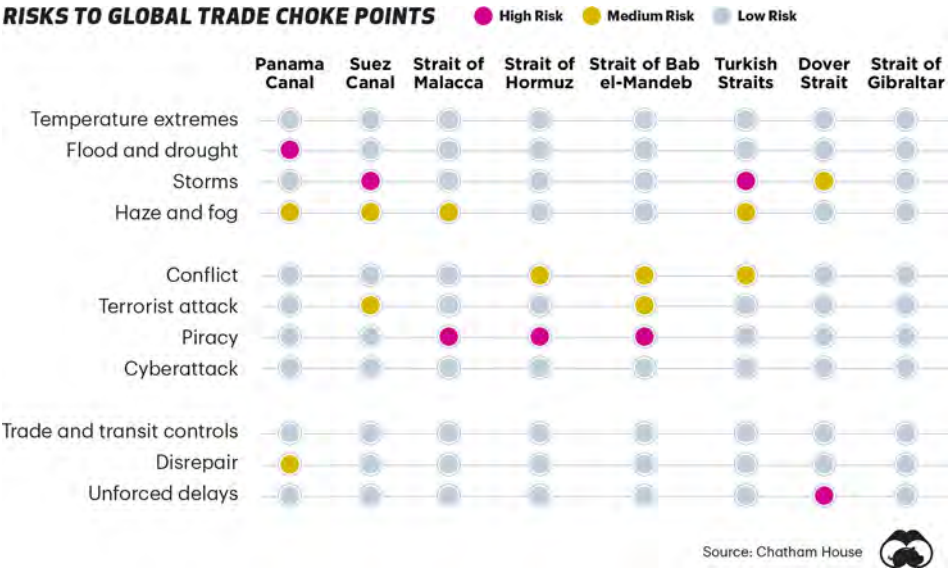 RISKS TO GLOBAL TRADE CHOKE POINTS High Risk Medium Risk Low Risk
Panama Canal Suez Canal Strait of Malacca Strait of Hormuz Strait of Bab el-Mandeb Turkish Straits Dover Strait Strait of Gibraltar
Temperature extremes
Flood and drought
Storms
Haze and fog
Conflict
Terrorist attack
Piracy
Cyberattack
Trade and transit controls
Disrepair
Unforced delays
Source: Chatham House